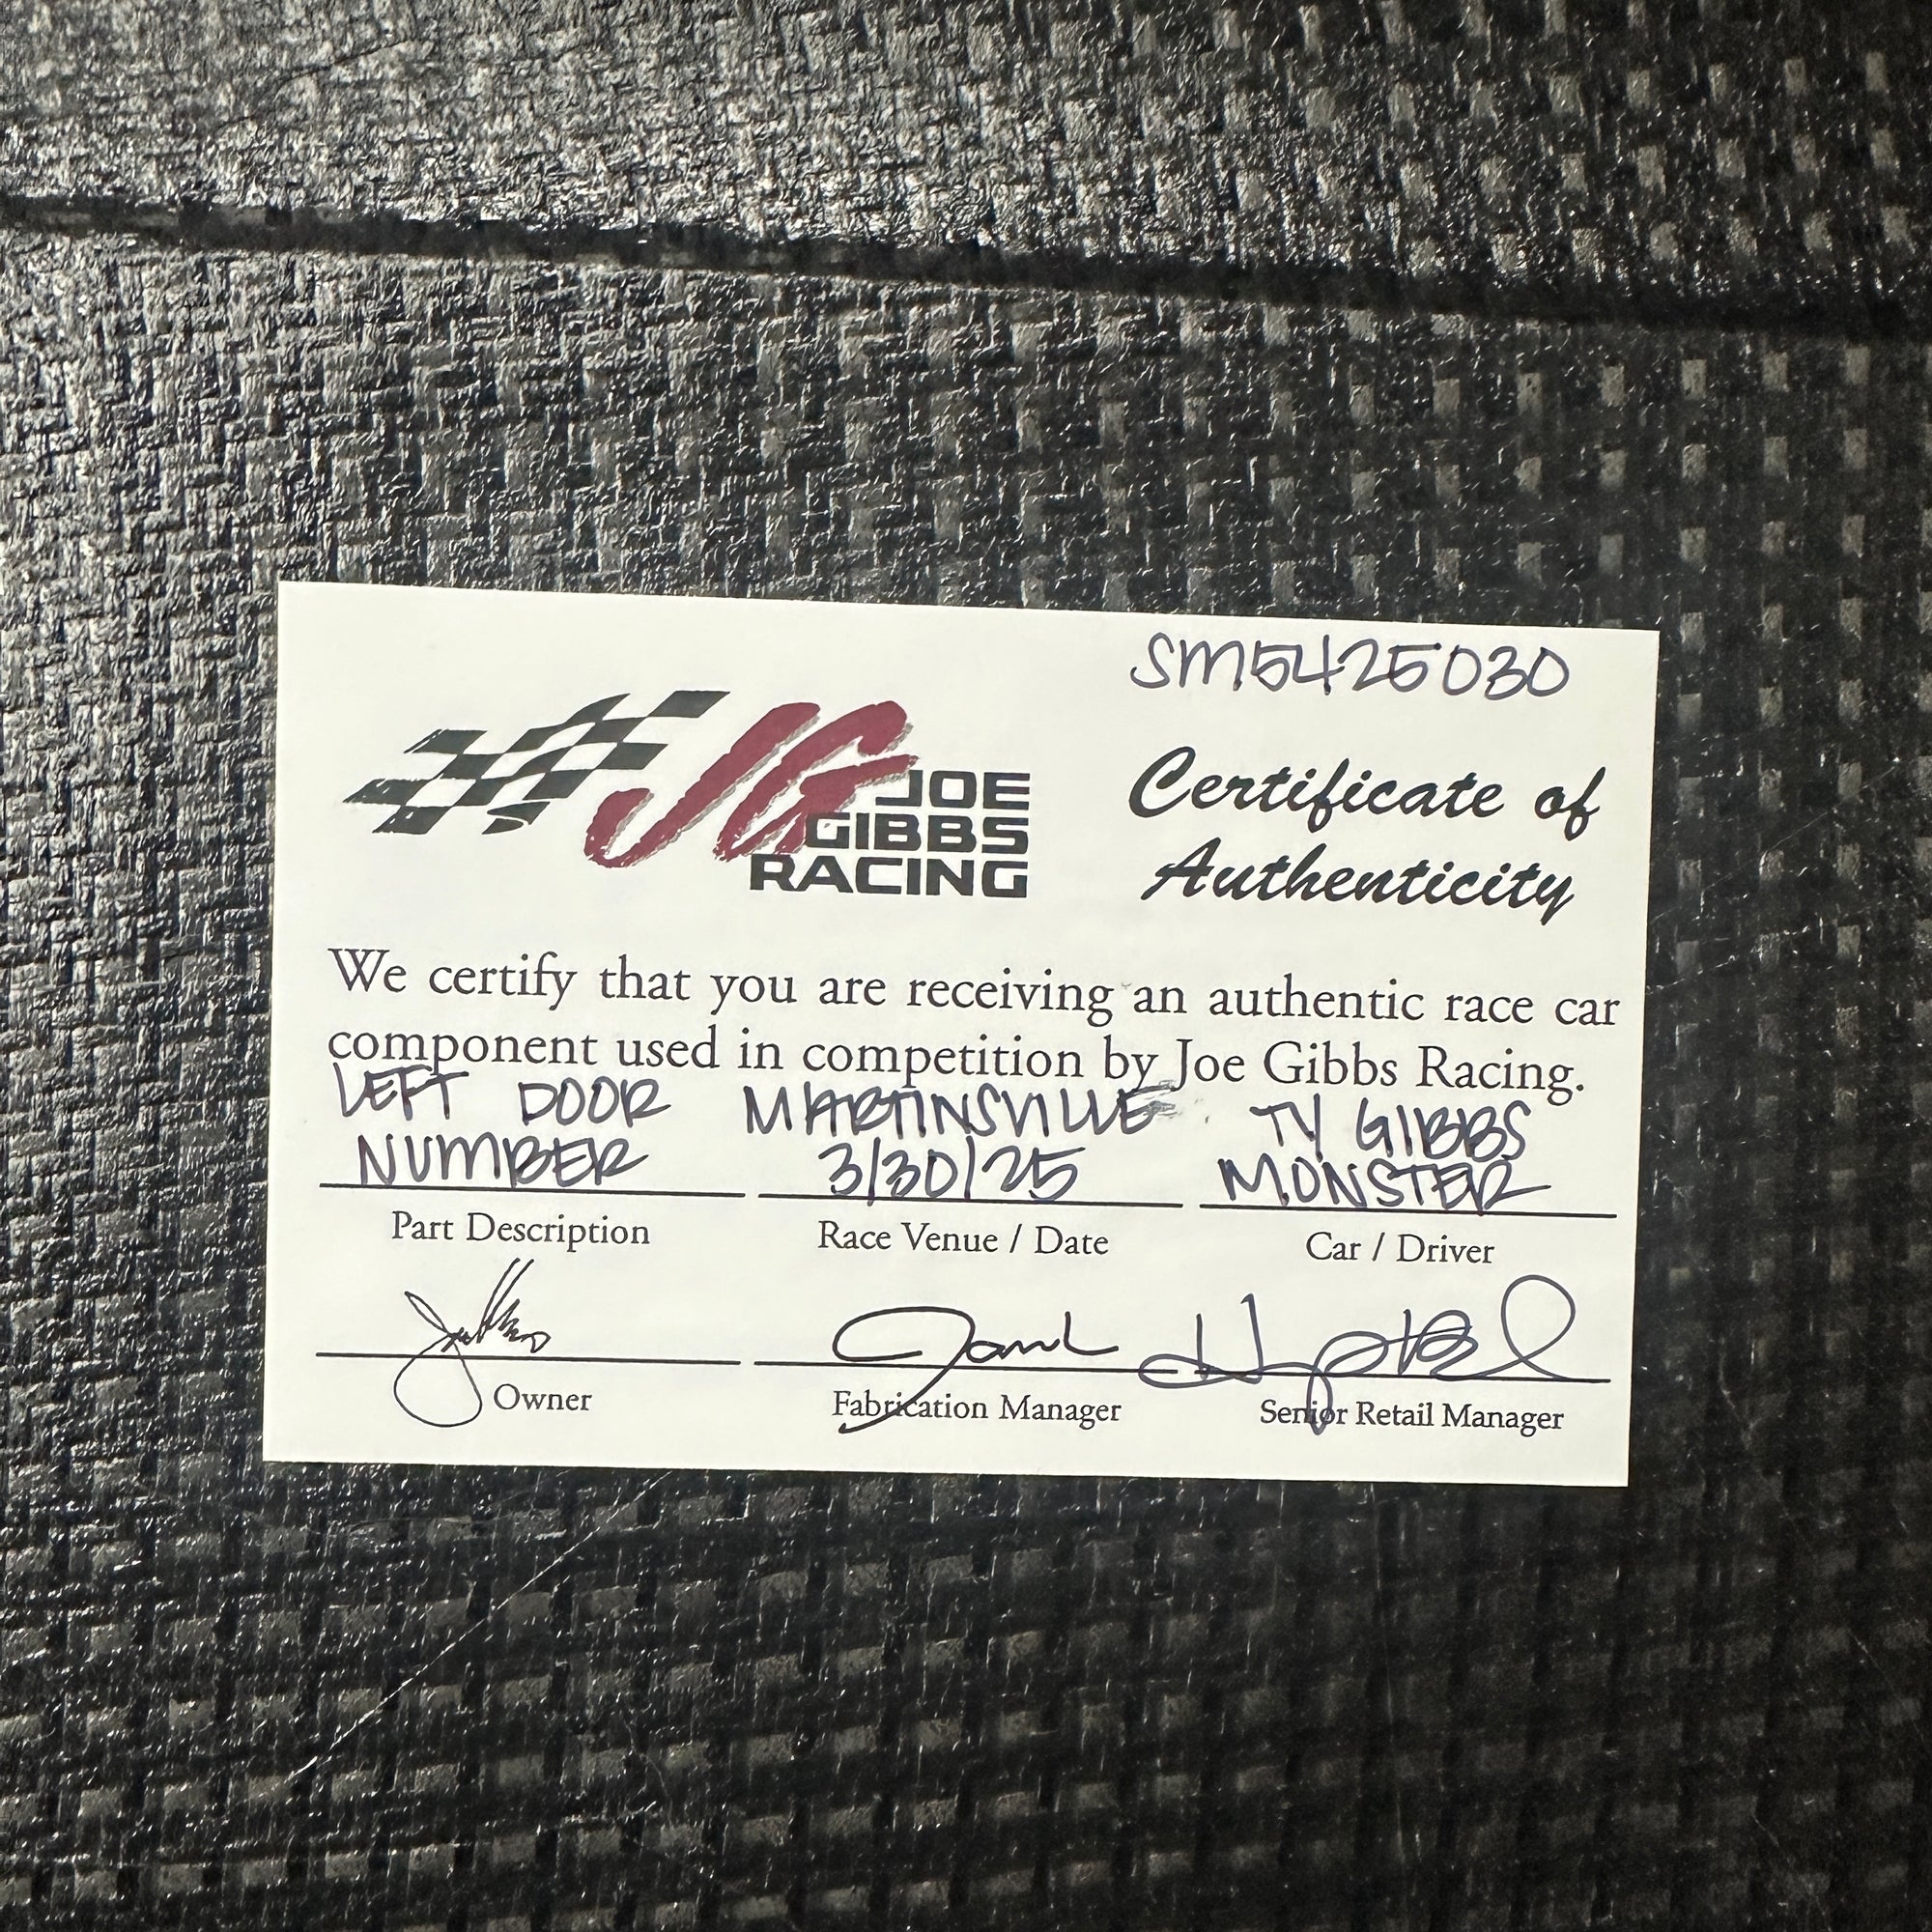 SM5425030
JG JOE
GIBBS
RACING
Certificate of
Authenticity
We certify that you are receiving an authentic race car
component used in competition by Joe Gibbs Racing.
LEFT DOOR
NUMBER
Part Description
MARTINSVILLE
3/30/25
Race Venue / Date
TY GIBBS
MONSTER
Car / Driver
Owner
Fabrication Manager
Senior Retail Manager